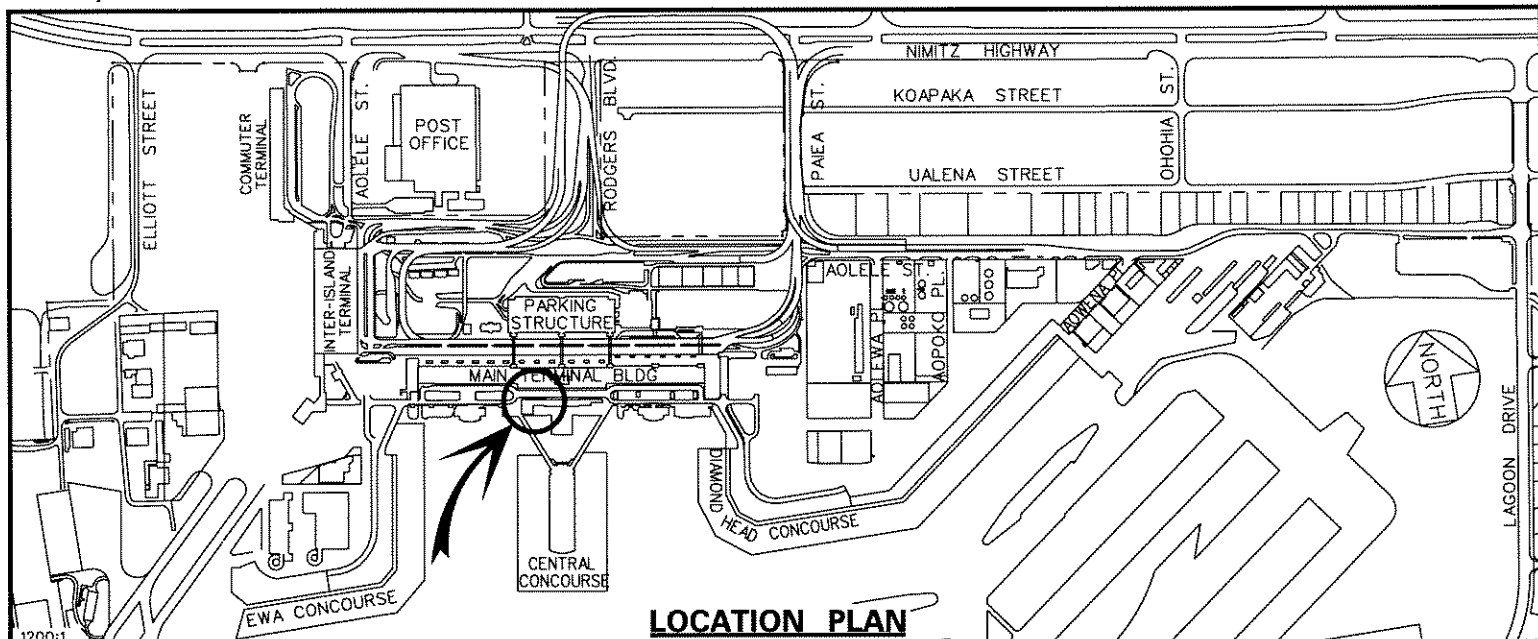 NIMITZ HIGHWAY
KOAPAKA STREET
UALENA STREET
ELLIOTT STREET
COMMUTER
TERMINAL
AOLELE ST.
POST
OFFICE
RODGERS BLVD.
PAIEA ST.
OHOHIA ST.
INTER-ISLAND
TERMINAL
PARKING
STRUCTURE
MAIN TERMINAL BLDG
AOLELE ST.
AOLEWA PL.
AOPOKO PL.
AOWENA
NORTH
LAGOON DRIVE
DIAMOND
HEAD CONCOURSE
CENTRAL
CONCOURSE
EWA CONCOURSE
LOCATION PLAN
1200:1